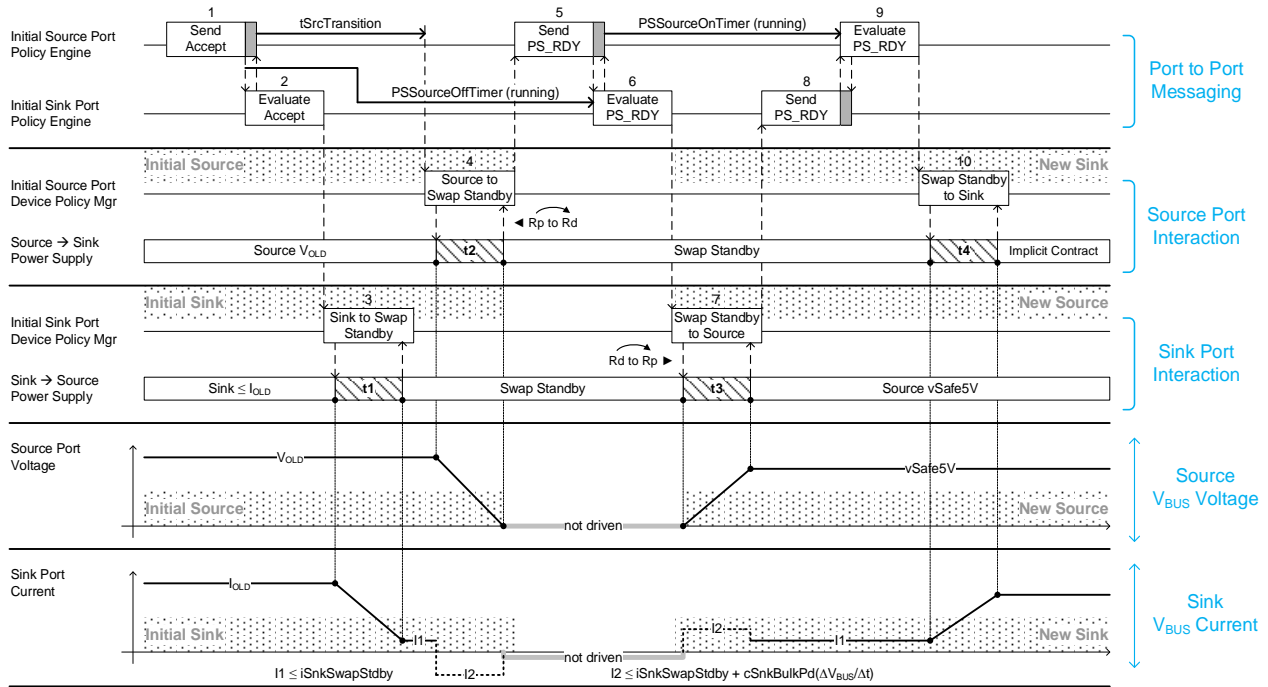 1
tSrcTransition
5
PSSourceOnTimer (running)
9
Initial Source Port
Policy Engine
Send
Accept
Send
PS_RDY
Evaluate
PS_RDY
2
PSSourceOffTimer (running)
6
8
Initial Sink Port
Policy Engine
Evaluate
Accept
Evaluate
PS_RDY
Send
PS_RDY
Port to Port
Messaging
Initial Source
4
10
New Sink
Initial Source Port
Device Policy Mgr
Source to
Swap Standby
Swap Standby
to Sink
◄ Rp to Rd
Source → Sink
Power Supply
Source VOLD
t2
Swap Standby
t4
Implicit Contract
Source Port
Interaction
Initial Sink
3
7
New Source
Initial Sink Port
Device Policy Mgr
Sink to Swap
Standby
Swap Standby
to Source
Rd to Rp ►
Sink → Source
Power Supply
Sink ≤ IOLD
t1
Swap Standby
t3
Source vSafe5V
Sink Port
Interaction
Source Port
Voltage
VOLD
vSafe5V
Initial Source
not driven
New Source
Source
VBUS Voltage
Sink Port
Current
IOLD
Initial Sink
I1
I2
not driven
I2
I1
New Sink
I1 ≤ iSnkSwapStdby
I2 ≤ iSnkSwapStdby + cSnkBulkPd(ΔVBUS/Δt)
Sink
VBUS Current